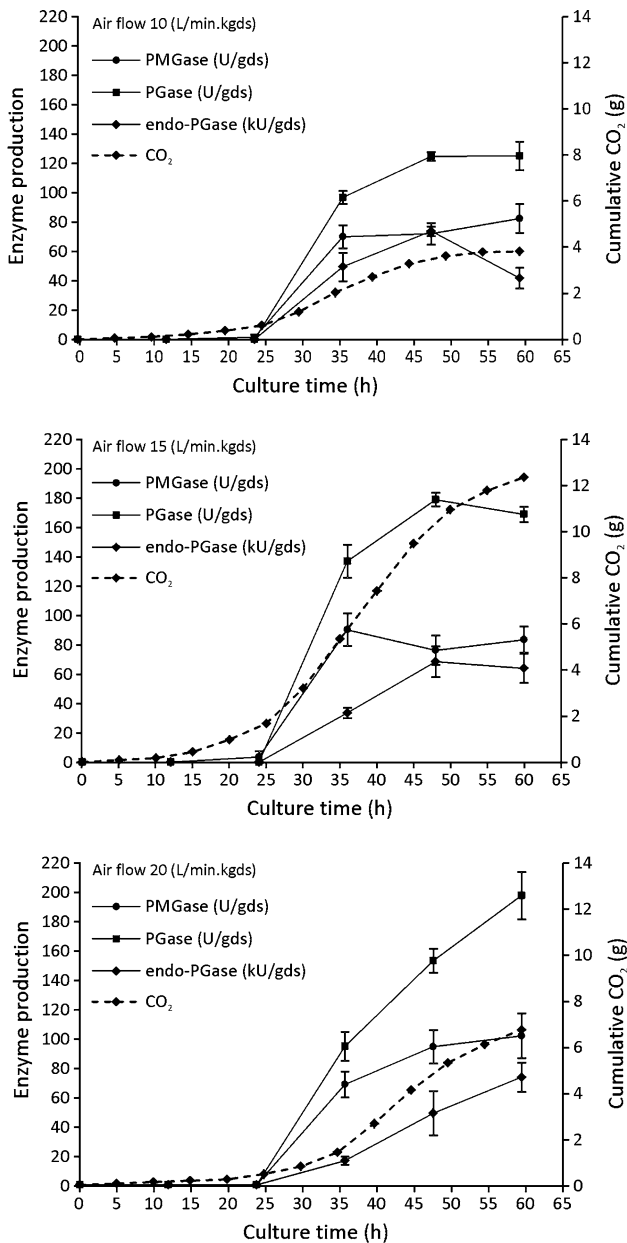 Air flow 10 (L/min.kgds)
PMGase (U/gds)
PGase (U/gds)
endo-PGase (kU/gds)
CO₂
Enzyme production
220
200
180
160
140
120
100
80
60
40
20
0
14
12
10
8
6
4
2
0
Cumulative CO₂ (g)
0 5 10 15 20 25 30 35 40 45 50 55 60 65
Culture time (h)
Air flow 15 (L/min.kgds)
PMGase (U/gds)
PGase (U/gds)
endo-PGase (kU/gds)
CO₂
Enzyme production
220
200
180
160
140
120
100
80
60
40
20
0
14
12
10
8
6
4
2
0
Cumulative CO₂ (g)
0 5 10 15 20 25 30 35 40 45 50 55 60 65
Culture time (h)
Air flow 20 (L/min.kgds)
PMGase (U/gds)
PGase (U/gds)
endo-PGase (kU/gds)
CO₂
Enzyme production
220
200
180
160
140
120
100
80
60
40
20
0
14
12
10
8
6
4
2
0
Cumulative CO₂ (g)
0 5 10 15 20 25 30 35 40 45 50 55 60 65
Culture time (h)